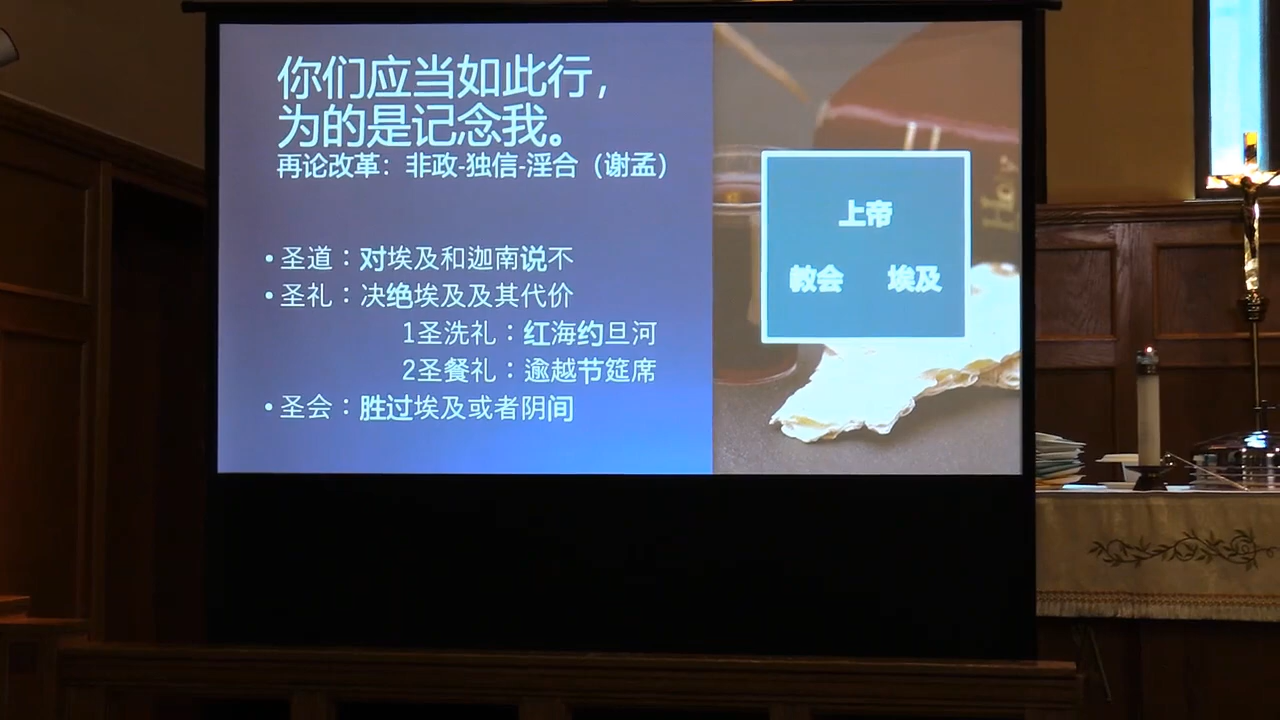 你们应当如此行，
为的是记念我。
再论改革：非政-独信-淫合（谢孟）
• 圣道：对埃及和迦南说不
• 圣礼：决绝埃及及其代价
1圣洗礼：红海约旦河
2圣餐礼：逾越节筵席
• 圣会：胜过埃及或者阴间
上帝
教会 埃及